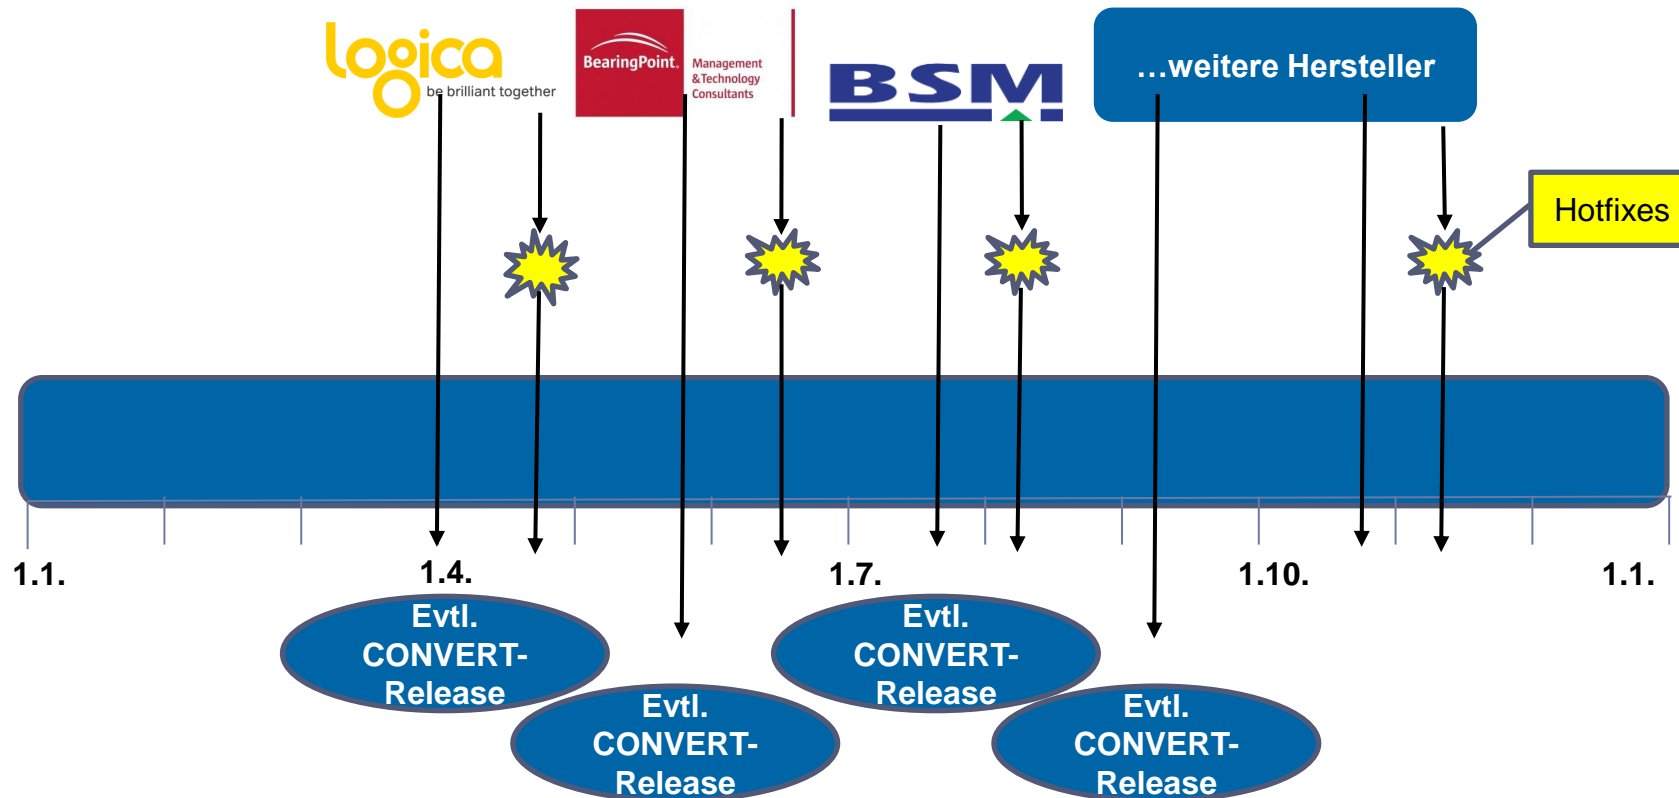 logica
be brilliant together
BearingPoint.
Management
&Technology
Consultants
BSM
...weitere Hersteller
Hotfixes
1.1.
1.4.
1.7.
1.10.
1.1.
Evtl.
CONVERT-
Release
Evtl.
CONVERT-
Release
Evtl.
CONVERT-
Release
Evtl.
CONVERT-
Release